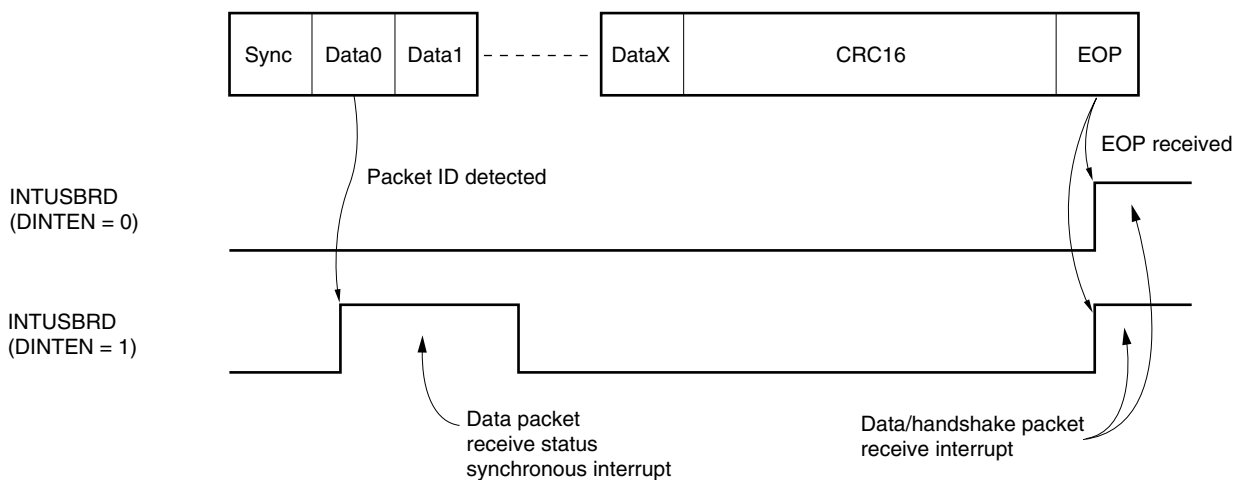 Sync Data0 Data1 DataX CRC16 EOP
EOP received
Packet ID detected
INTUSBRD
(DINTEN = 0)
INTUSBRD
(DINTEN = 1)
Data packet
receive status
synchronous interrupt
Data/handshake packet
receive interrupt